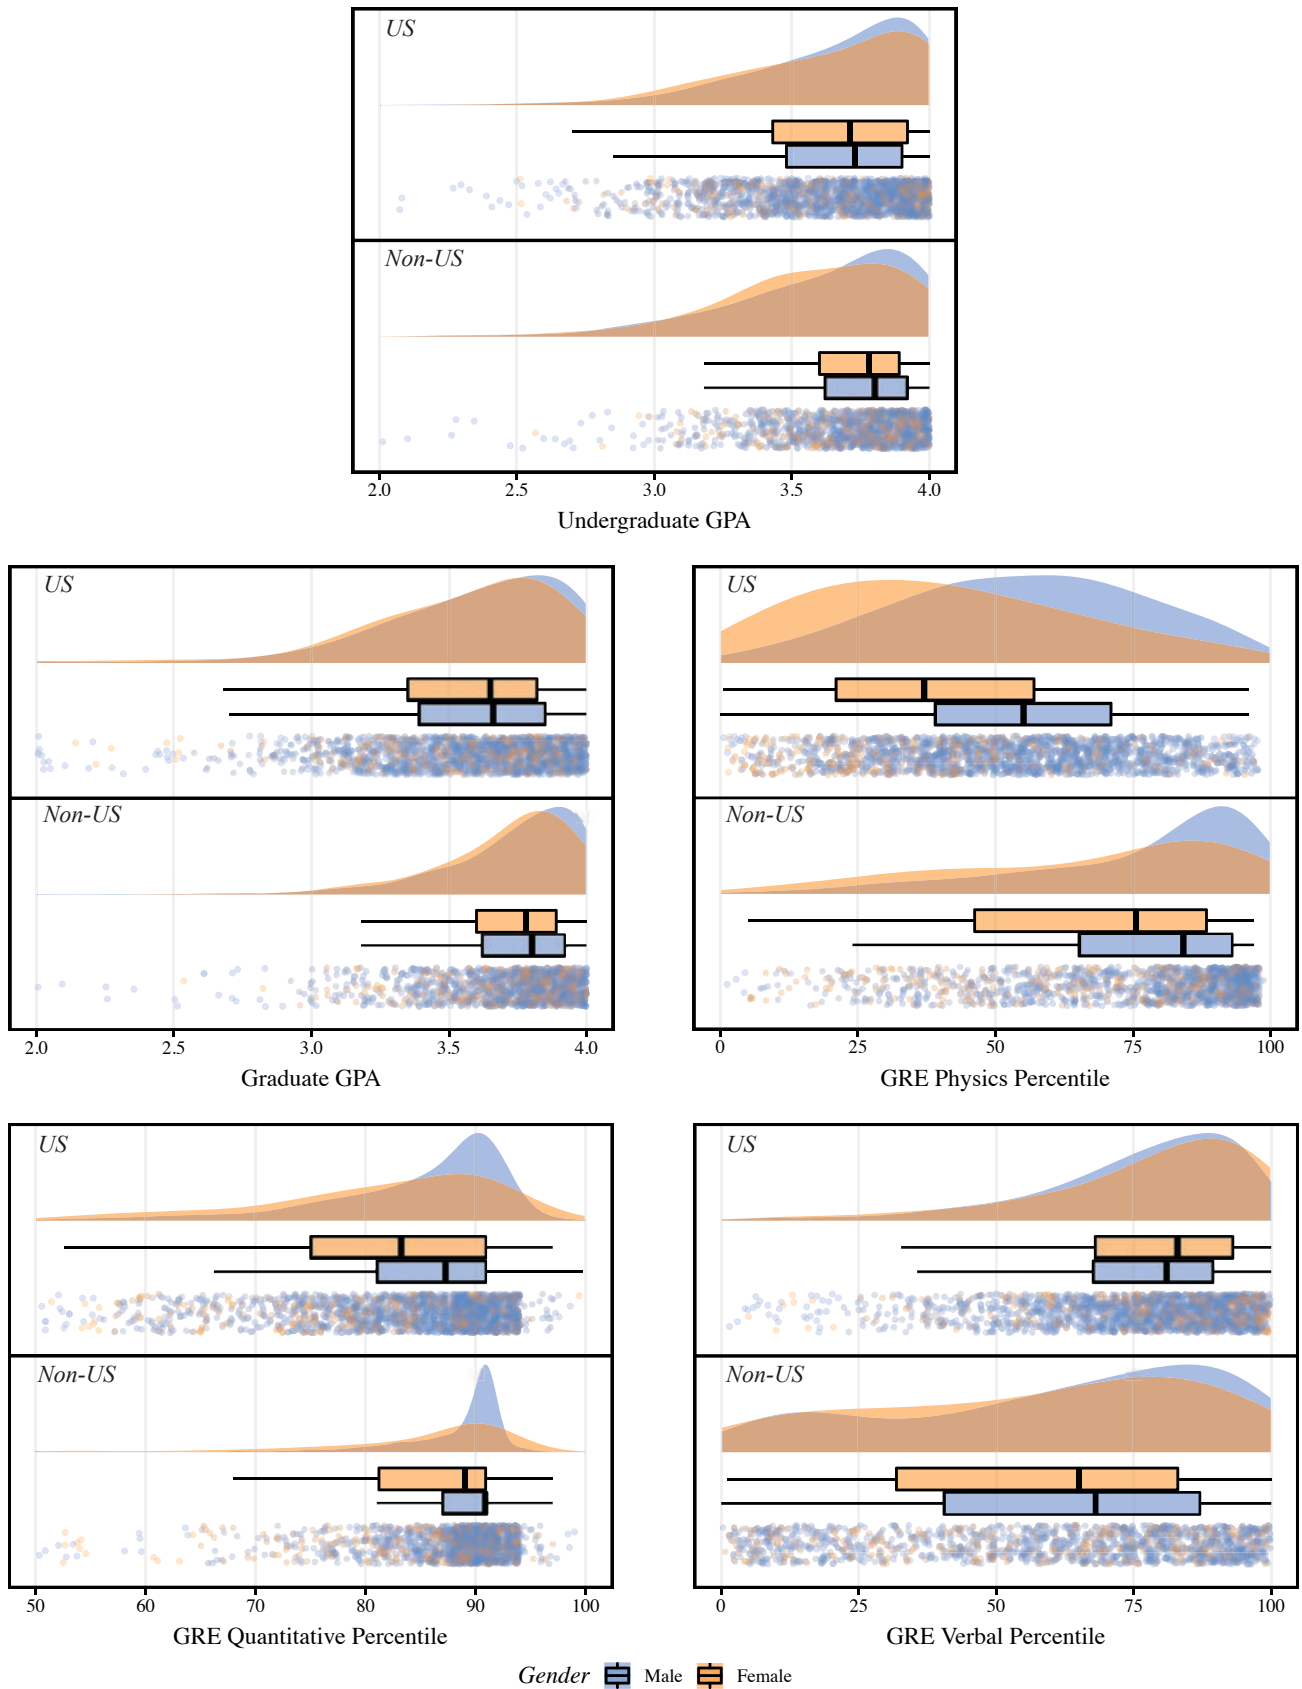 US
Non-US
2.0 2.5 3.0 3.5 4.0
Undergraduate GPA
US
Non-US
2.0 2.5 3.0 3.5 4.0
Graduate GPA
US
Non-US
0 25 50 75 100
GRE Physics Percentile
US
Non-US
50 60 70 80 90 100
GRE Quantitative Percentile
US
Non-US
0 25 50 75 100
GRE Verbal Percentile
Gender Male Female